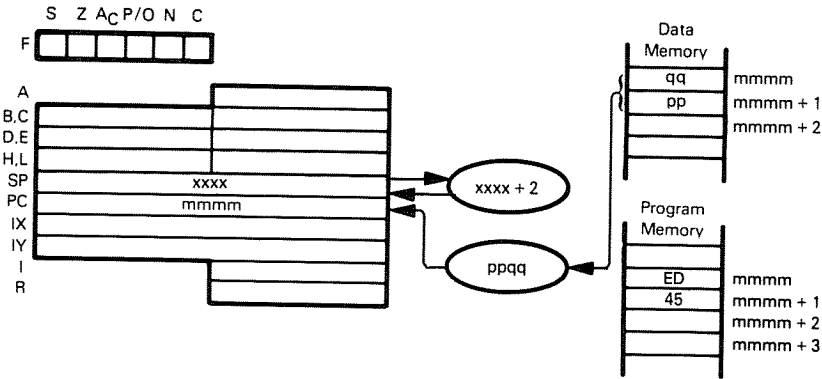 S Z AC P/O N C
F
A
B,C
D,E
H,L
SP xxxx
PC mmmm
IX
IY
I
R
xxxx + 2
ppqq
Data
Memory
qq mmmm
pp mmmm + 1
mmmm + 2
Program
Memory
ED mmmm
45 mmmm + 1
mmmm + 2
mmmm + 3